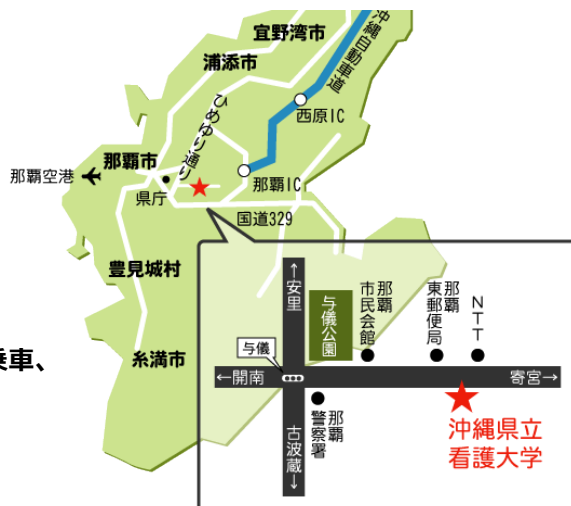 宜野湾市
沖縄自動車道
浦添市
西原IC
ひめゆり通り
那覇市
那覇空港
那覇IC
県庁
国道329
豊見城村
糸満市
乗車、
↑安里
与儀公園
那覇
市民会館
那覇
東郵便局
NTT
与儀
←開南
寄宮→
那覇
警察署
古波蔵↓
沖縄県立
看護大学